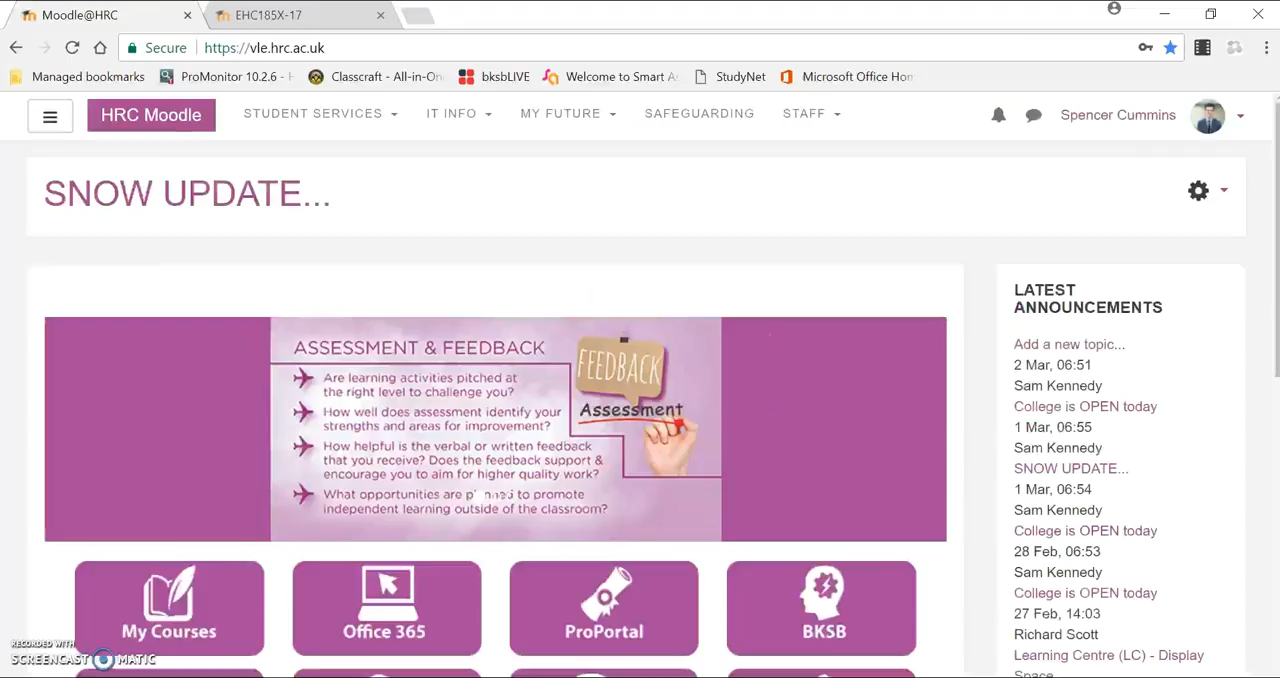 Moodle@HRC
EHC185X-17
Secure
https://vle.hrc.ac.uk
Managed bookmarks
ProMonitor 10.2.6 - H
Classcraft - All-in-On
bksbLIVE
Welcome to Smart As
StudyNet
Microsoft Office Hom
HRC Moodle
STUDENT SERVICES
IT INFO
MY FUTURE
SAFEGUARDING
STAFF
Spencer Cummins
SNOW UPDATE...
ASSESSMENT & FEEDBACK
Are learning activities pitched at
the right level to challenge you?
How well does assessment identify your
strengths and areas for improvement?
How helpful is the verbal or written feedback
that you receive? Does the feedback support &
encourage you to aim for higher quality work?
What opportunities are planned to promote
independent learning outside of the classroom?
FEEDBACK
Assessment
My Courses
Office 365
ProPortal
BKSB
LATEST
ANNOUNCEMENTS
Add a new topic...
2 Mar, 06:51
Sam Kennedy
College is OPEN today
1 Mar, 06:55
Sam Kennedy
SNOW UPDATE...
1 Mar, 06:54
Sam Kennedy
College is OPEN today
28 Feb, 06:53
Sam Kennedy
College is OPEN today
27 Feb, 14:03
Richard Scott
Learning Centre (LC) - Display
Space
RECORDED WITH
SCREENCAST MATIC